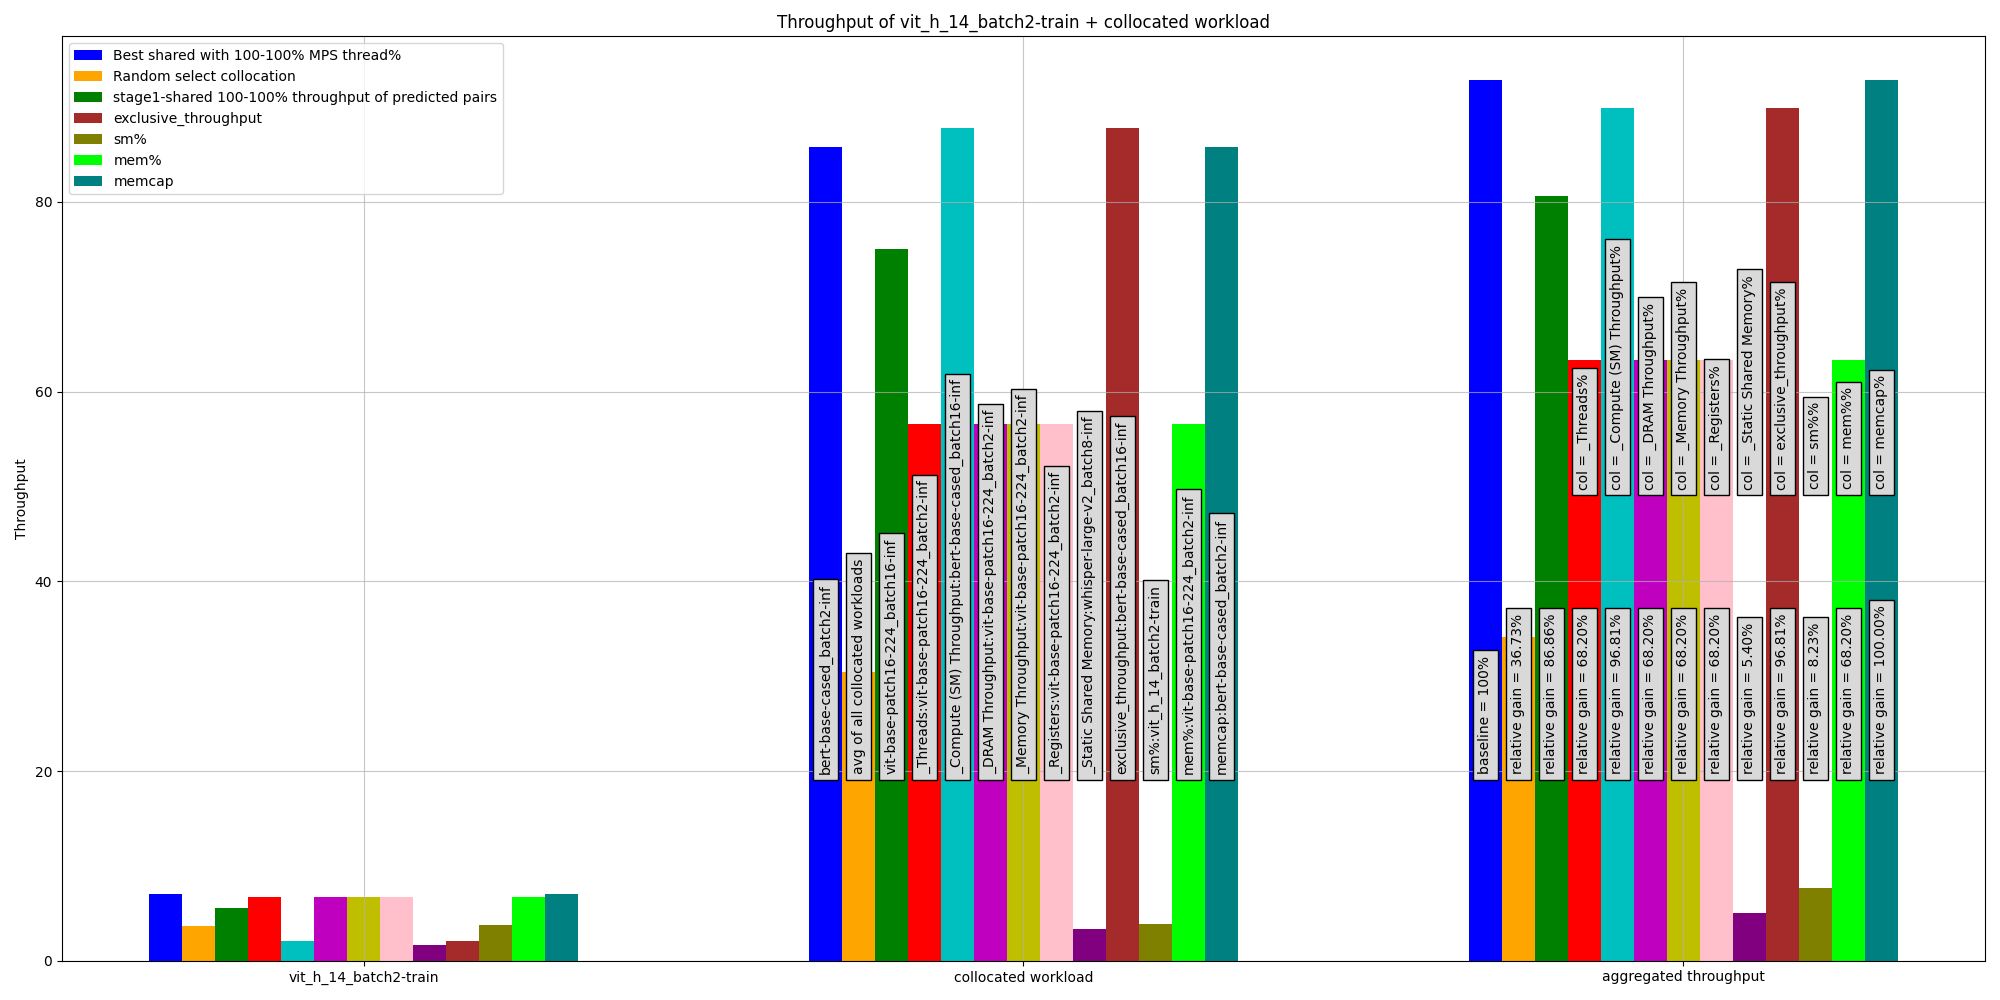 Throughput of vit_h_14_batch2-train + collocated workload
Best shared with 100-100% MPS thread%
Random select collocation
stage1-shared 100-100% throughput of predicted pairs
exclusive_throughput
sm%
mem%
memcap
Throughput
80
60
40
20
0
bert-base-cased_batch2-inf
avg of all collocated workloads
vit-base-patch16-224_batch16-inf
_Threads:vit-base-patch16-224_batch2-inf
_Compute (SM) Throughput:bert-base-cased_batch16-inf
_DRAM Throughput:vit-base-patch16-224_batch2-inf
_Memory Throughput:vit-base-patch16-224_batch2-inf
_Registers:vit-base-patch16-224_batch2-inf
_Static Shared Memory:whisper-large-v2_batch8-inf
exclusive_throughput:bert-base-cased_batch16-inf
sm%:vit_h_14_batch2-train
mem%:vit-base-patch16-224_batch2-inf
memcap:bert-base-cased_batch2-inf
col = _Threads%
col = _Compute (SM) Throughput%
col = _DRAM Throughput%
col = _Memory Throughput%
col = _Registers%
col = _Static Shared Memory%
col = exclusive_throughput%
col = sm%%
col = mem%%
col = memcap%
baseline = 100%
relative gain = 36.73%
relative gain = 86.86%
relative gain = 68.20%
relative gain = 96.81%
relative gain = 68.20%
relative gain = 68.20%
relative gain = 68.20%
relative gain = 5.40%
relative gain = 96.81%
relative gain = 8.23%
relative gain = 68.20%
relative gain = 100.00%
vit_h_14_batch2-train
collocated workload
aggregated throughput